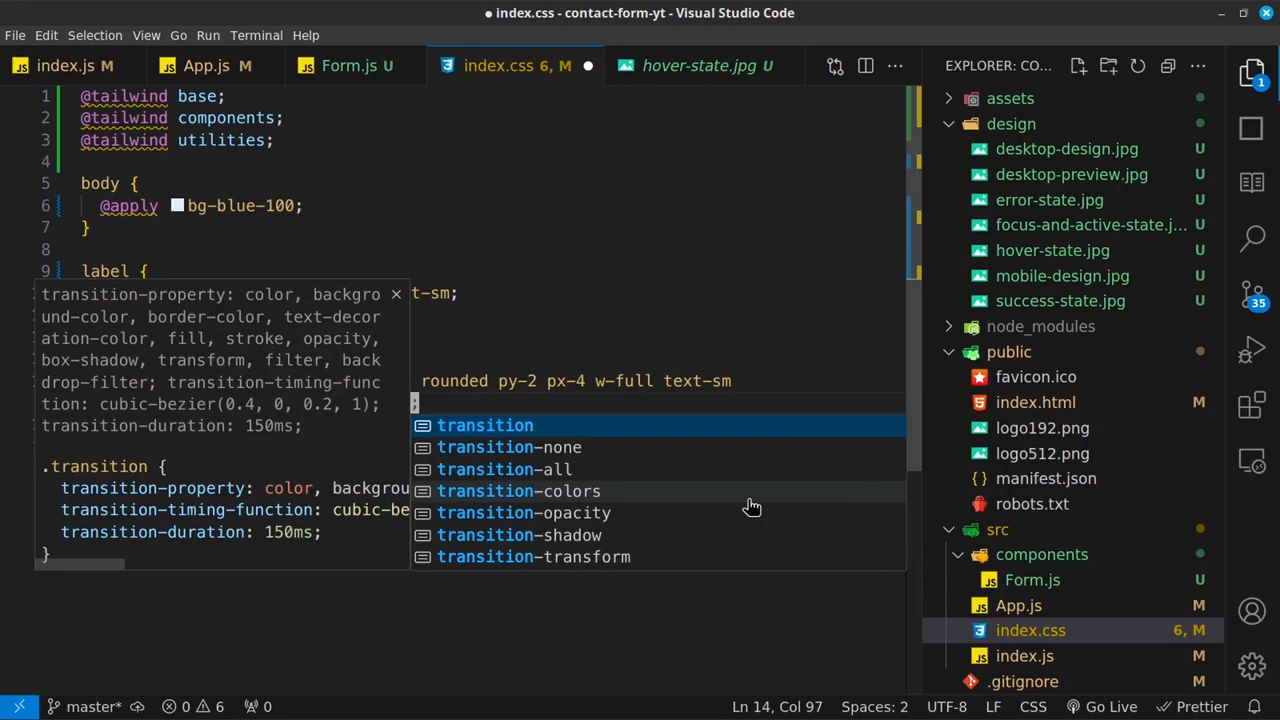 index.css - contact-form-yt - Visual Studio Code
File Edit Selection View Go Run Terminal Help
index.js M App.js M Form.js U index.css 6, M hover-state.jpg U
EXPLORER: CO...
1 @tailwind base;
2 @tailwind components;
3 @tailwind utilities;
4
5 body {
6 @apply bg-blue-100;
7 }
8
9 label {
t-sm;
rounded py-2 px-4 w-full text-sm
;
transition-property: color, backgro
und-color, border-color, text-decor
ation-color, fill, stroke, opacity,
box-shadow, transform, filter, back
drop-filter; transition-timing-func
tion: cubic-bezier(0.4, 0, 0.2, 1);
transition-duration: 150ms;
.transition {
transition-property: color, backgrou
transition-timing-function: cubic-be
transition-duration: 150ms;
}
transition
transition-none
transition-all
transition-colors
transition-opacity
transition-shadow
transition-transform
assets
design
desktop-design.jpg U
desktop-preview.jpg U
error-state.jpg U
focus-and-active-state.j... U
hover-state.jpg U
mobile-design.jpg U
success-state.jpg U
node_modules
public
favicon.ico
index.html M
logo192.png
logo512.png
manifest.json
robots.txt
src
components
Form.js U
App.js M
index.css 6, M
index.js M
.gitignore
1
35
master* 0 6 0 Ln 14, Col 97 Spaces: 2 UTF-8 LF CSS Go Live Prettier